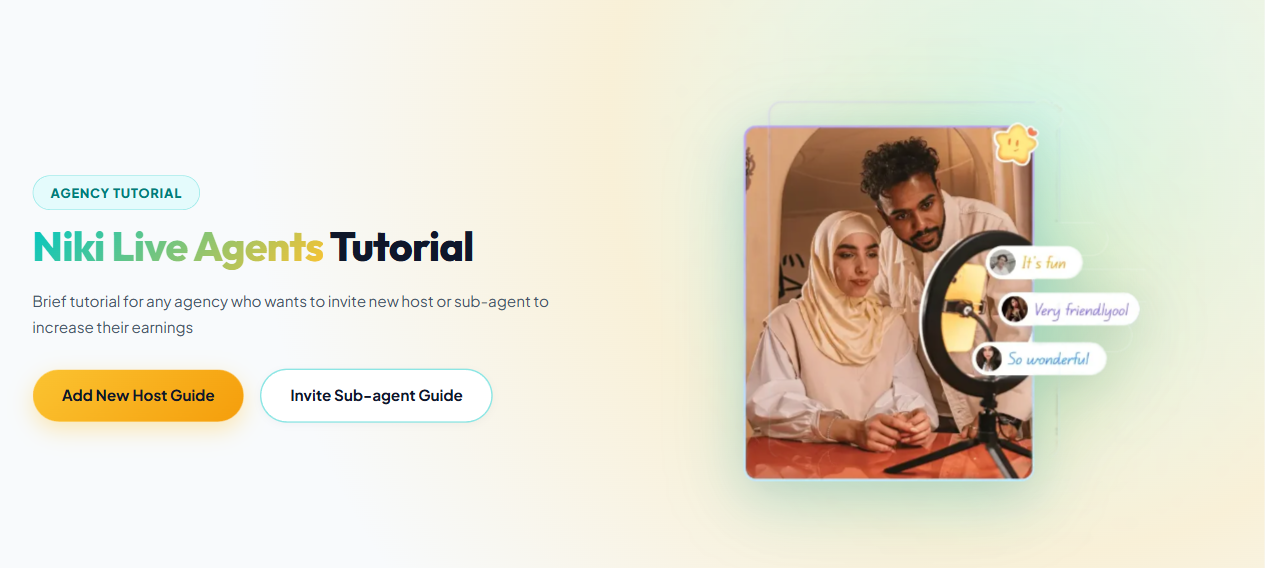 AGENCY TUTORIAL
Niki Live Agents Tutorial
Brief tutorial for any agency who wants to invite new host or sub-agent to
increase their earnings
Add New Host Guide
Invite Sub-agent Guide
It's fun
Very friendlyool
So wonderful